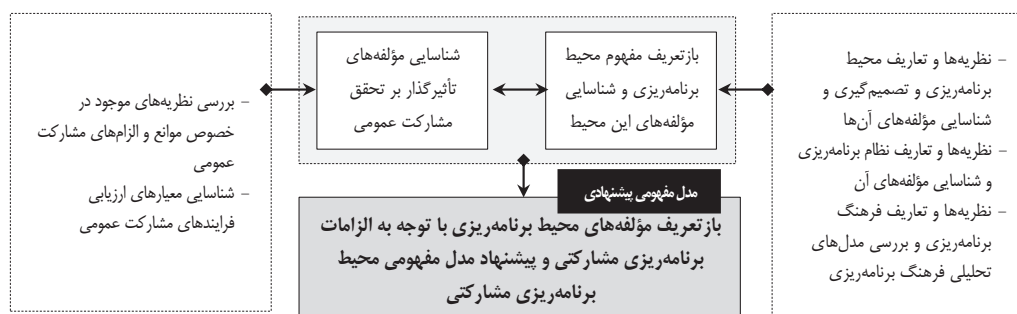 – نظریه‌ها و تعاریف محیط
برنامه‌ریزی و تصمیم‌گیری و
شناسایی مؤلفه‌های آن‌ها
– نظریه‌ها و تعاریف نظام برنامه‌ریزی
و شناسایی مؤلفه‌های آن
– نظریه‌ها و تعاریف فرهنگ
برنامه‌ریزی و بررسی مدل‌های
تحلیلی فرهنگ برنامه‌ریزی
بازتعریف مفهوم محیط
برنامه‌ریزی و شناسایی
مؤلفه‌های این محیط
شناسایی مؤلفه‌های
تأثیرگذار بر تحقق
مشارکت عمومی
– بررسی نظریه‌های موجود در
خصوص موانع و الزام‌های مشارکت
عمومی
– شناسایی معیارهای ارزیابی
فرایندهای مشارکت عمومی
مدل مفهومی پیشنهادی
بازتعریف مؤلفه‌های محیط برنامه‌ریزی با توجه به الزامات
برنامه‌ریزی مشارکتی و پیشنهاد مدل مفهومی محیط
برنامه‌ریزی مشارکتی